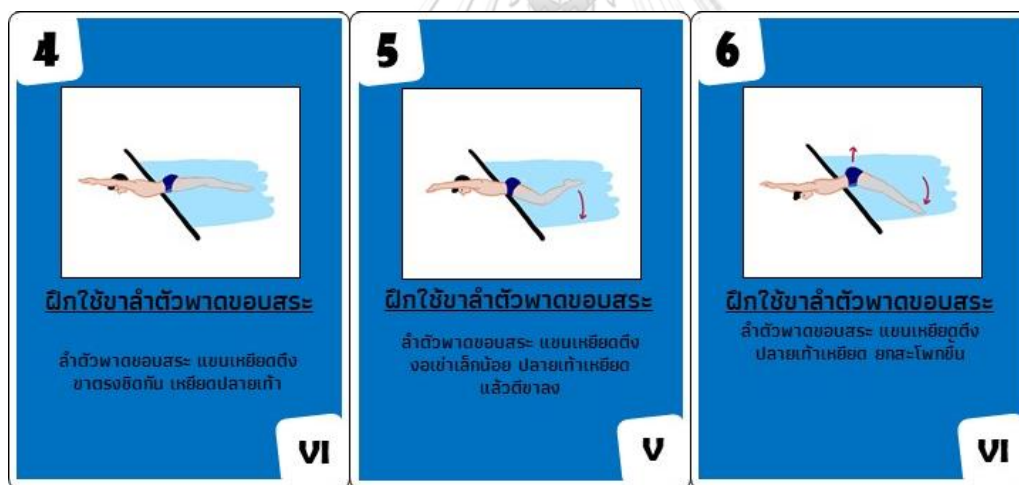 4
ฝึกใช้ขาลำตัวพาดขอบสระ
ลำตัวพาดขอบสระ แขนเหยียดตึง
ขาตรงชิดกัน เหยียดปลายเท้า
VI
5
ฝึกใช้ขาลำตัวพาดขอบสระ
ลำตัวพาดขอบสระ แขนเหยียดตึง
งอเข่าเล็กน้อย ปลายเท้าเหยียด
แล้วตีขาลง
V
6
ฝึกใช้ขาลำตัวพาดขอบสระ
ลำตัวพาดขอบสระ แขนเหยียดตึง
ปลายเท้าเหยียด ยกสะโพกขึ้น
VI